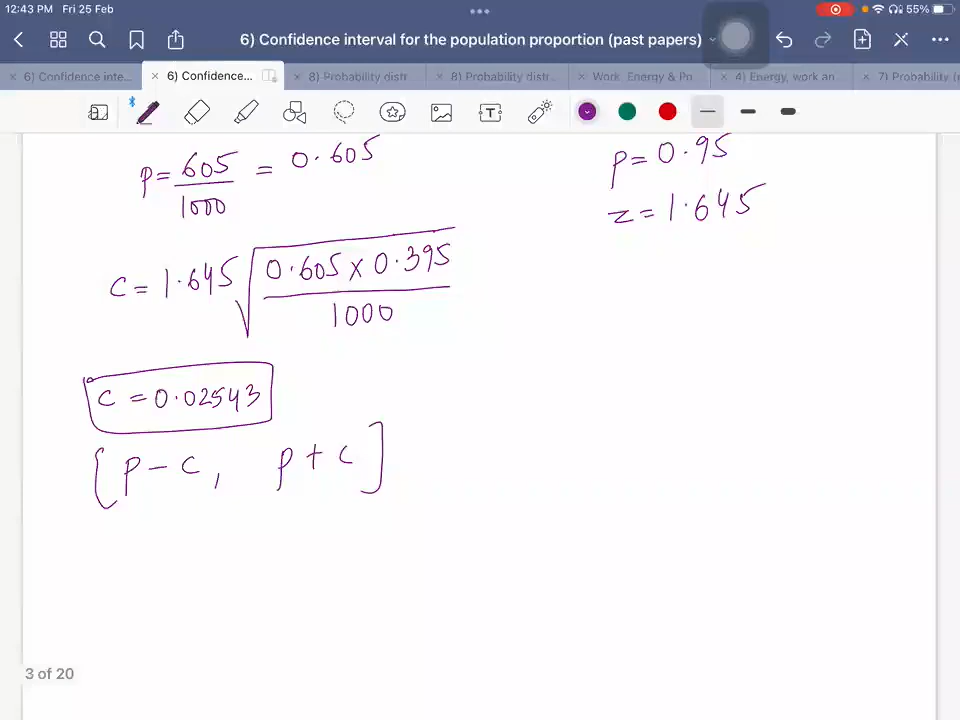 12:43 PM Fri 25 Feb
55%
6) Confidence interval for the population proportion (past papers)
6) Confidence inte...
6) Confidence...
8) Probability distr
8) Probability distr...
Work, Energy & Po
4) Energy, work an
7) Probability (
p = 605/1000 = 0.605
p = 0.95
z = 1.645
c = 1.645 √(0.605 x 0.395 / 1000)
c = 0.02543
[p - c, p + c]
3 of 20